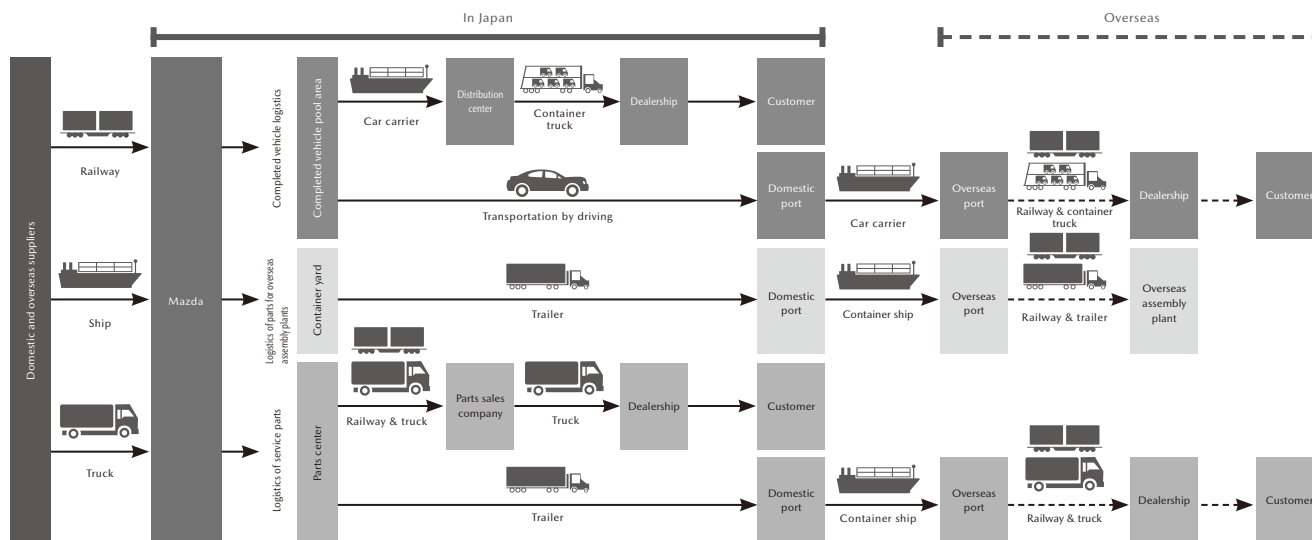 In Japan
Overseas
Domestic and overseas suppliers
Railway
Ship
Truck
Mazda
Completed vehicle logistics
Completed vehicle pool area
Car carrier
Distribution
center
Container
truck
Dealership
Customer
Transportation by driving
Domestic
port
Car carrier
Overseas
port
Railway & container
truck
Dealership
Customer
Logistics of parts for overseas
assembly plants
Container yard
Trailer
Domestic
port
Container ship
Overseas
port
Railway & trailer
Overseas
assembly
plant
Logistics of service parts
Parts center
Railway & truck
Parts sales
company
Truck
Dealership
Customer
Trailer
Domestic
port
Container ship
Overseas
port
Railway & truck
Dealership
Customer